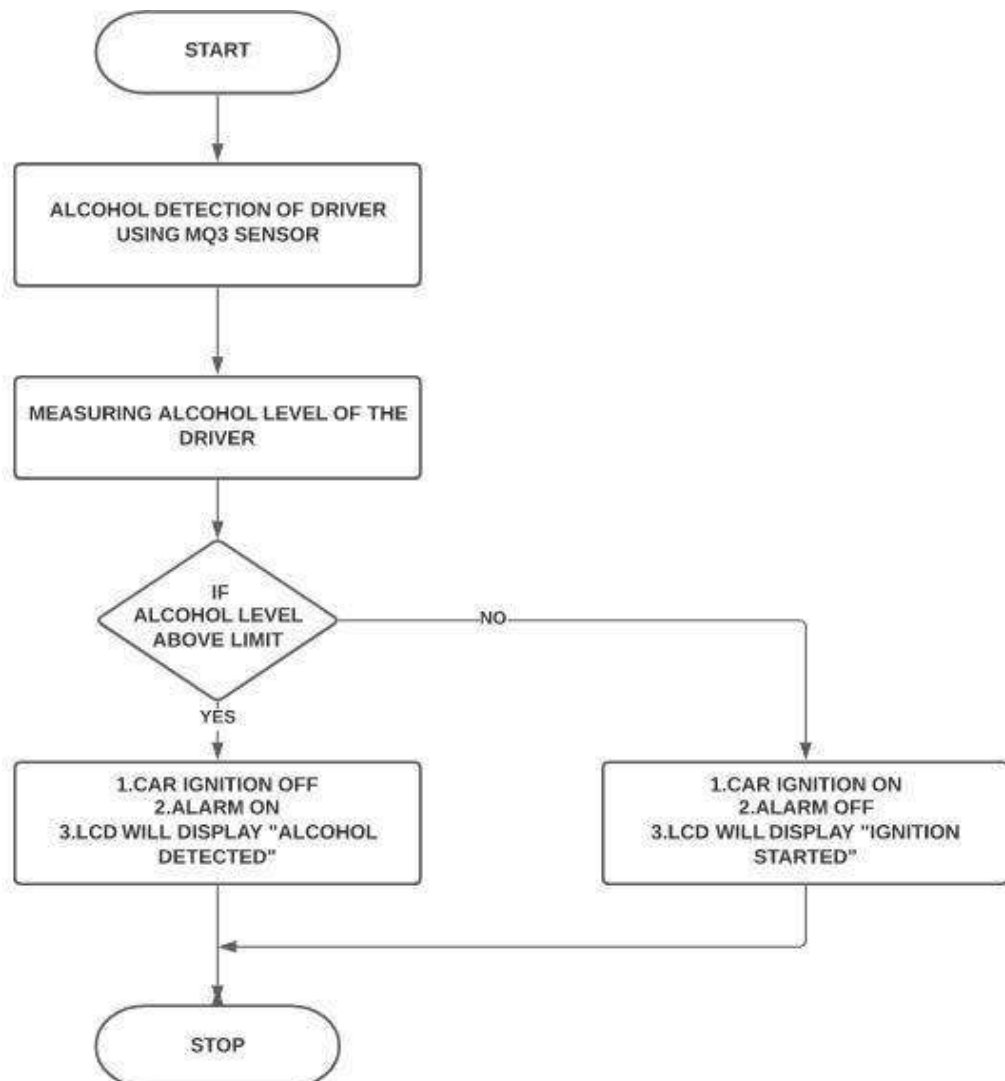 START
ALCOHOL DETECTION OF DRIVER
USING MQ3 SENSOR
MEASURING ALCOHOL LEVEL OF THE
DRIVER
IF
ALCOHOL LEVEL
ABOVE LIMIT
NO
YES
1.CAR IGNITION OFF
2.ALARM ON
3.LCD WILL DISPLAY "ALCOHOL
DETECTED"
1.CAR IGNITION ON
2.ALARM OFF
3.LCD WILL DISPLAY "IGNITION
STARTED"
STOP